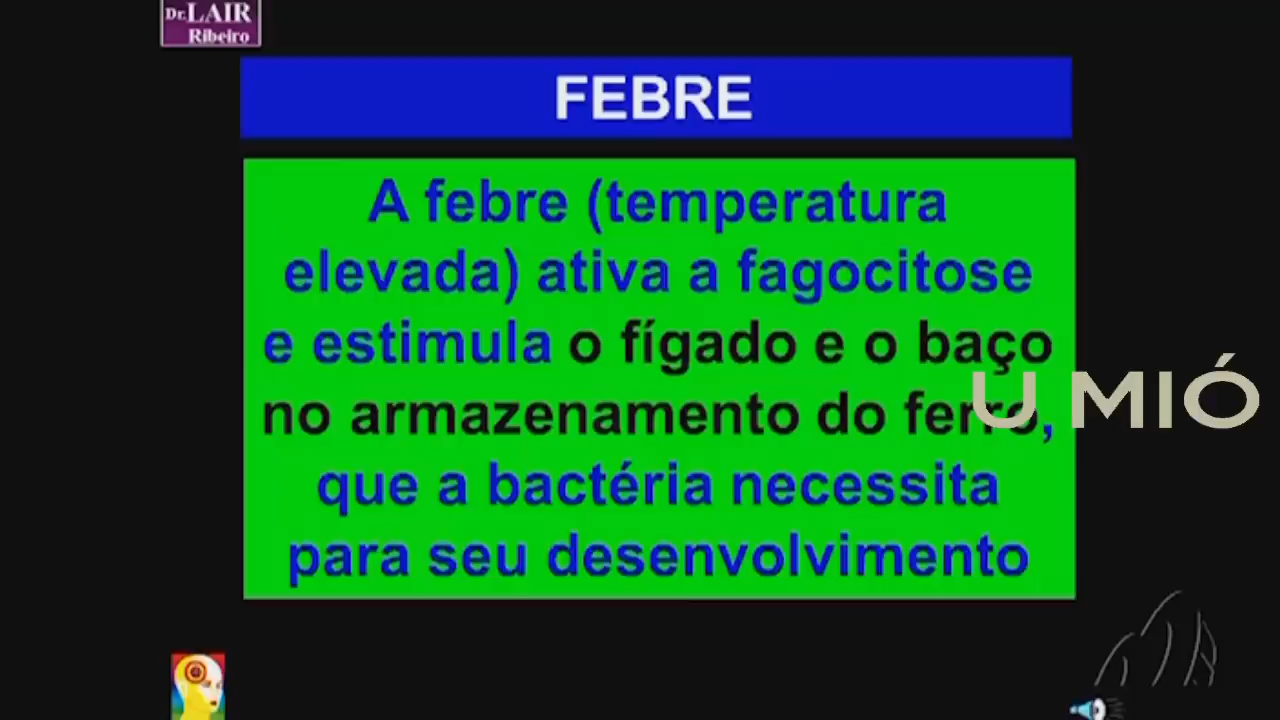 Dr. LAIR
Ribeiro
FEBRE
A febre (temperatura
elevada) ativa a fagocitose
e estimula o fígado e o baço
no armazenamento do ferro,
U MIÓ
que a bactéria necessita
para seu desenvolvimento